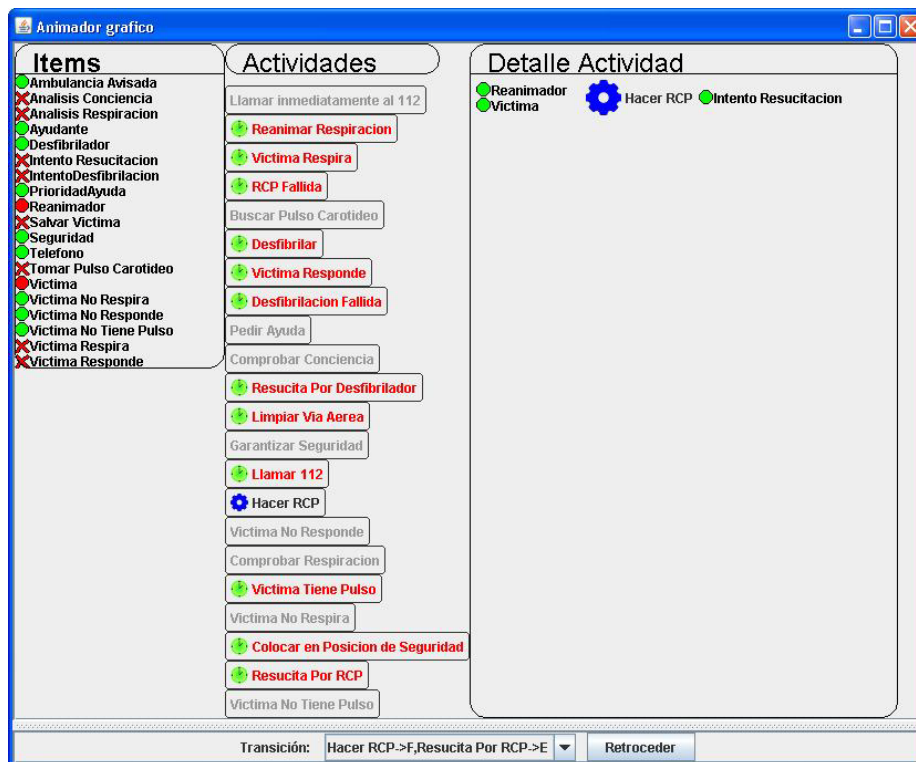 Animador grafico
Items
Ambulancia Avisada
Analisis Conciencia
Analisis Respiracion
Ayudante
Desfibrilador
Intento Resucitacion
IntentoDesfibrilacion
PrioridadAyuda
Reanimador
Salvar Victima
Seguridad
Telefono
Tomar Pulso Carotideo
Victima
Victima No Respira
Victima No Responde
Victima No Tiene Pulso
Victima Respira
Victima Responde
Actividades
Llamar inmediatamente al 112
Reanimar Respiracion
Victima Respira
RCP Fallida
Buscar Pulso Carotideo
Desfibrilar
Victima Responde
Desfibrilacion Fallida
Pedir Ayuda
Comprobar Conciencia
Resucita Por Desfibrilador
Limpiar Via Aerea
Garantizar Seguridad
Llamar 112
Hacer RCP
Victima No Responde
Comprobar Respiracion
Victima Tiene Pulso
Victima No Respira
Colocar en Posicion de Seguridad
Resucita Por RCP
Victima No Tiene Pulso
Detalle Actividad
Reanimador
Victima
Hacer RCP
Intento Resucitacion
Transición: Hacer RCP->F,Resucita Por RCP->E Retroceder